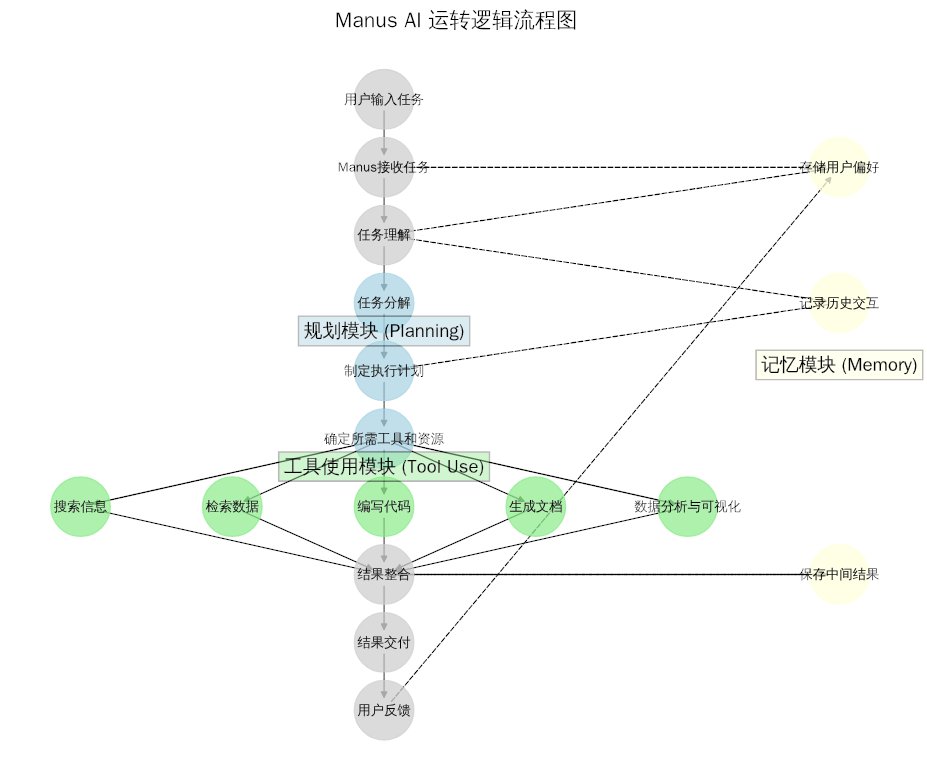 Manus AI 运转逻辑流程图
用户输入任务
Manus接收任务
存储用户偏好
任务理解
任务分解
记录历史交互
规划模块 (Planning)
制定执行计划
记忆模块 (Memory)
确定所需工具和资源
工具使用模块 (Tool Use)
搜索信息
检索数据
编写代码
生成文档
数据分析与可视化
结果整合
保存中间结果
结果交付
用户反馈